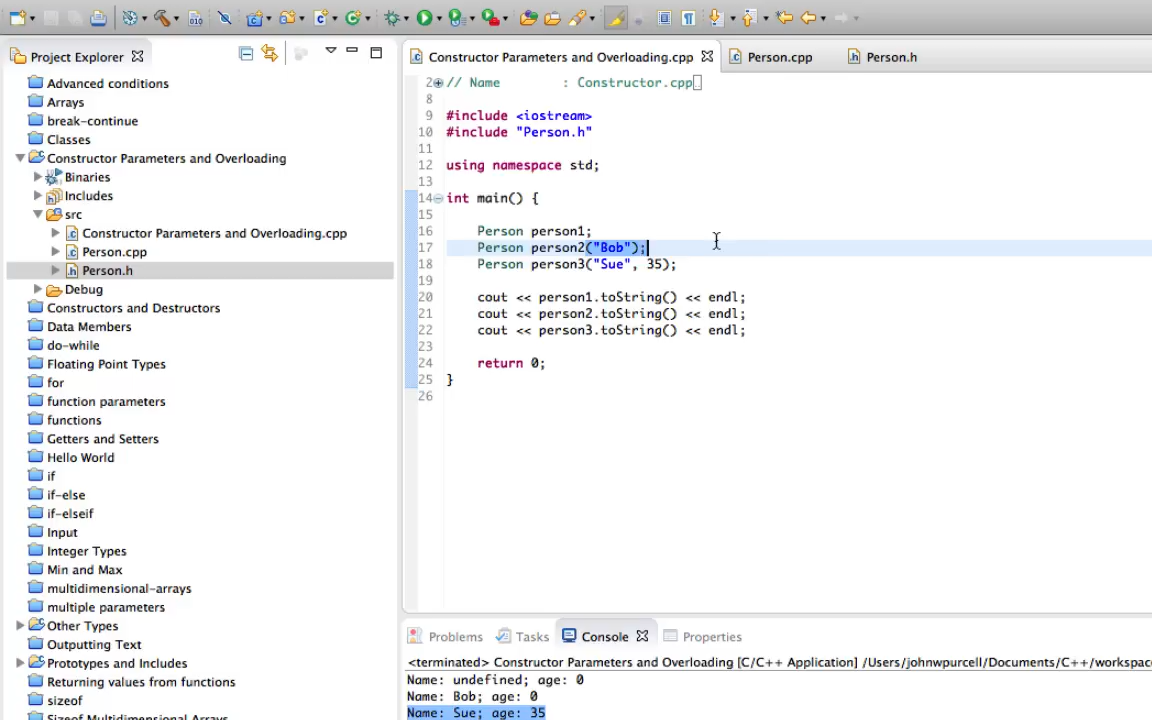 Project Explorer
Advanced conditions
Arrays
break-continue
Classes
Constructor Parameters and Overloading
Binaries
Includes
src
Constructor Parameters and Overloading.cpp
Person.cpp
Person.h
Debug
Constructors and Destructors
Data Members
do-while
Floating Point Types
for
function parameters
functions
Getters and Setters
Hello World
if
if-else
if-elseif
Input
Integer Types
Min and Max
multidimensional-arrays
multiple parameters
Other Types
Outputting Text
Prototypes and Includes
Returning values from functions
sizeof
Sizeof Multidimensional Arrays
Constructor Parameters and Overloading.cpp Person.cpp Person.h
2 // Name : Constructor.cpp
8
9 #include <iostream>
10 #include "Person.h"
11
12 using namespace std;
13
14 int main() {
15
16 Person person1;
17 Person person2("Bob");
18 Person person3("Sue", 35);
19
20 cout << person1.toString() << endl;
21 cout << person2.toString() << endl;
22 cout << person3.toString() << endl;
23
24 return 0;
25 }
26
Problems Tasks Console Properties
<terminated> Constructor Parameters and Overloading [C/C++ Application] /Users/johnwpurcell/Documents/C++/workspac
Name: undefined; age: 0
Name: Bob; age: 0
Name: Sue; age: 35